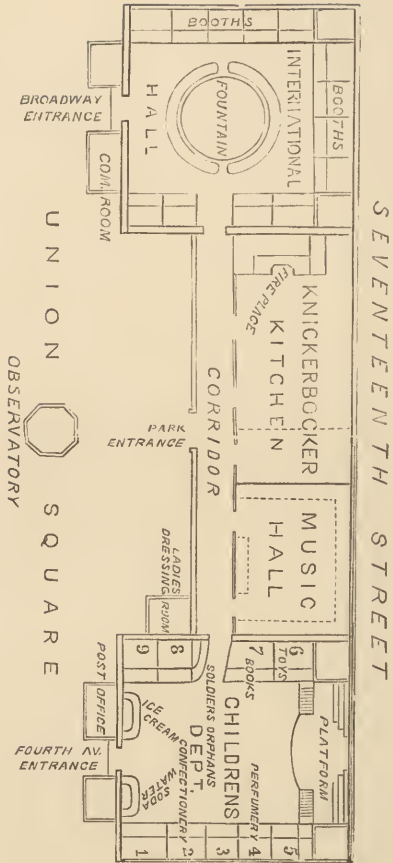 SEVENTEENTH STREET
BOOTHS
BOOTHS
INTERNATIONAL
HALL
FOUNTAIN
BROADWAY
ENTRANCE
COM. ROOM
FIRE PLACE
KNICKERBOCKER
KITCHEN
CORRIDOR
PARK
ENTRANCE
MUSIC
HALL
LADIES
DRESSING ROOM
UNION SQUARE
OBSERVATORY
PLATFORM
6
TOYS
7
BOOKS
8
9
SOLDIERS ORPHANS
CHILDRENS
DEPT.
CONFECTIONERY
PERFUMERY
ICE
CREAM
SODA
WATER
POST OFFICE
FOURTH AV.
ENTRANCE
1
2
3
4
5